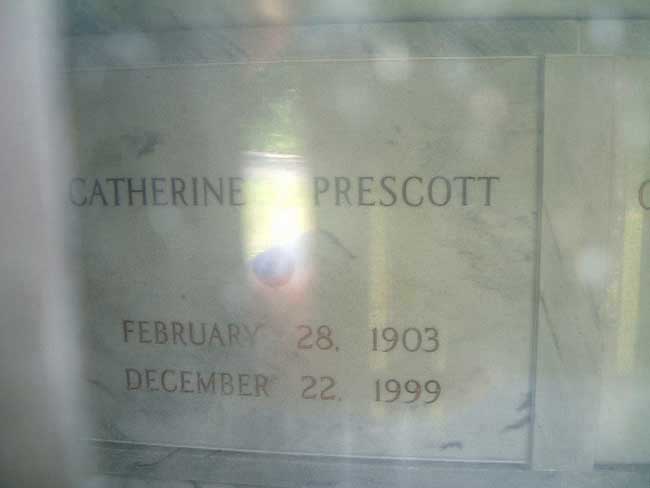 CATHERINE PRESCOTT
FEBRUARY 28, 1903
DECEMBER 22, 1999